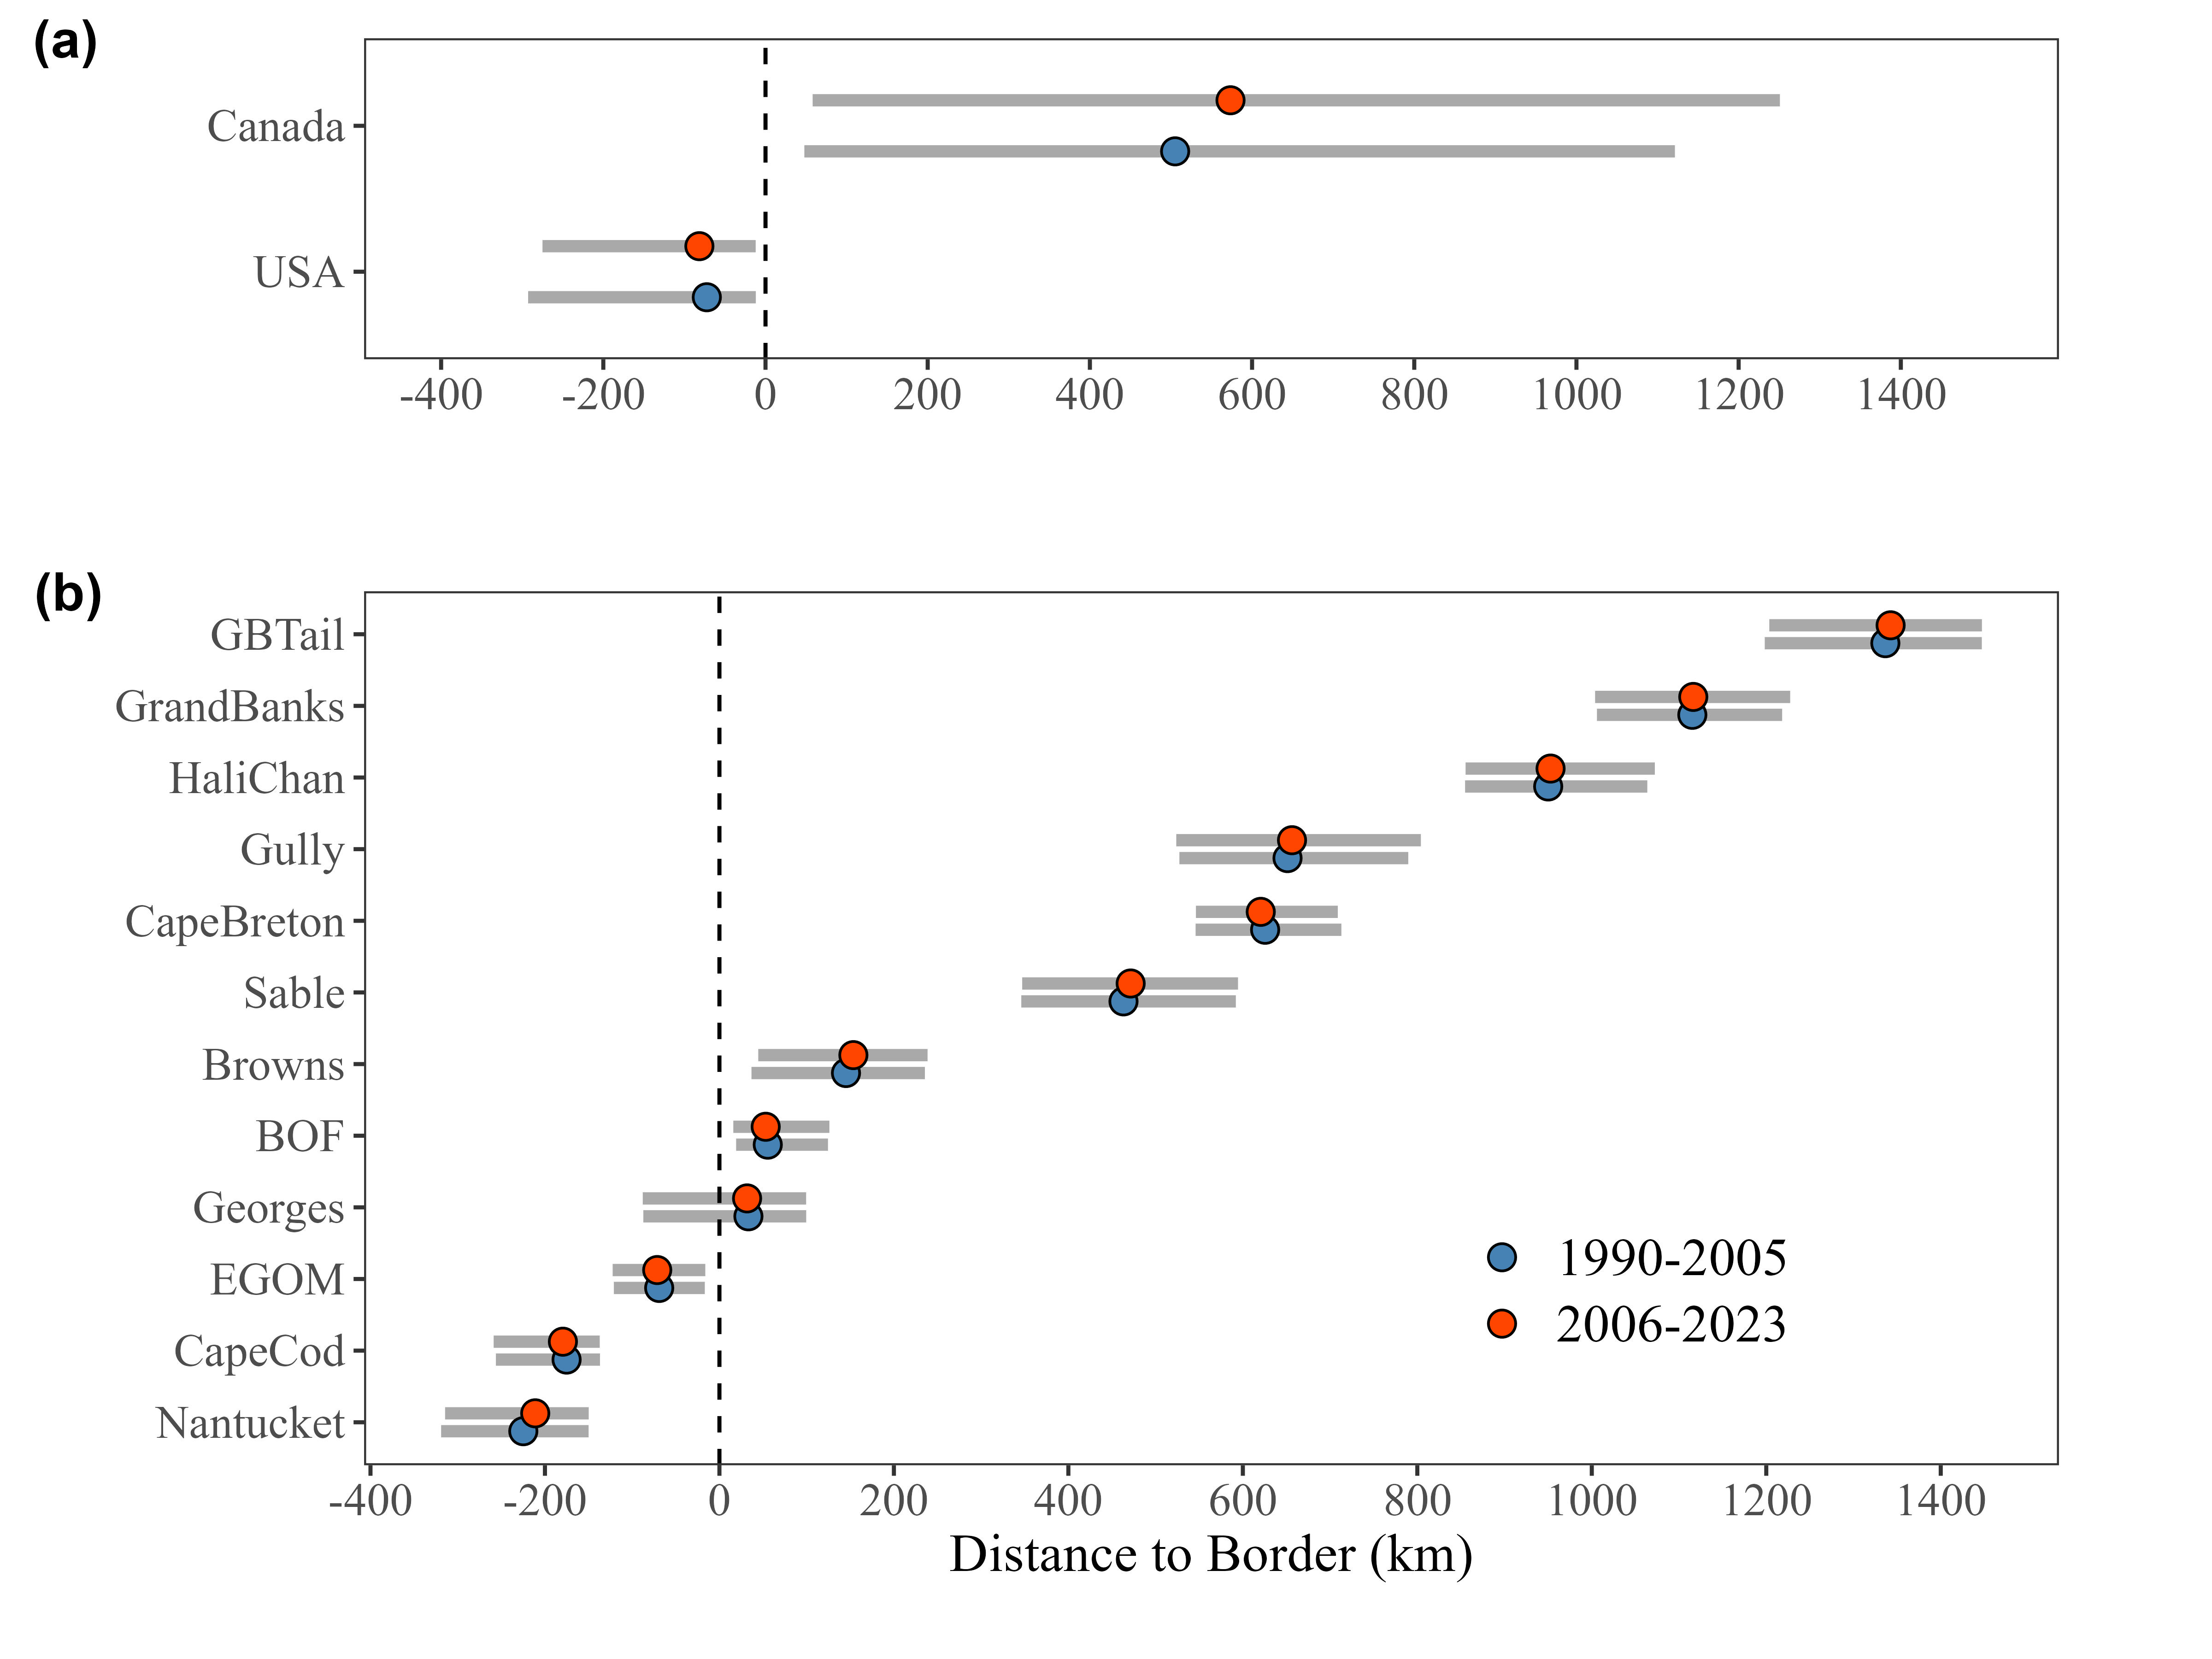 (a)
Canada
USA
-400 -200 0 200 400 600 800 1000 1200 1400
(b)
GBTail
GrandBanks
HaliChan
Gully
CapeBreton
Sable
Browns
BOF
Georges
EGOM
CapeCod
Nantucket
1990-2005
2006-2023
-400 -200 0 200 400 600 800 1000 1200 1400
Distance to Border (km)